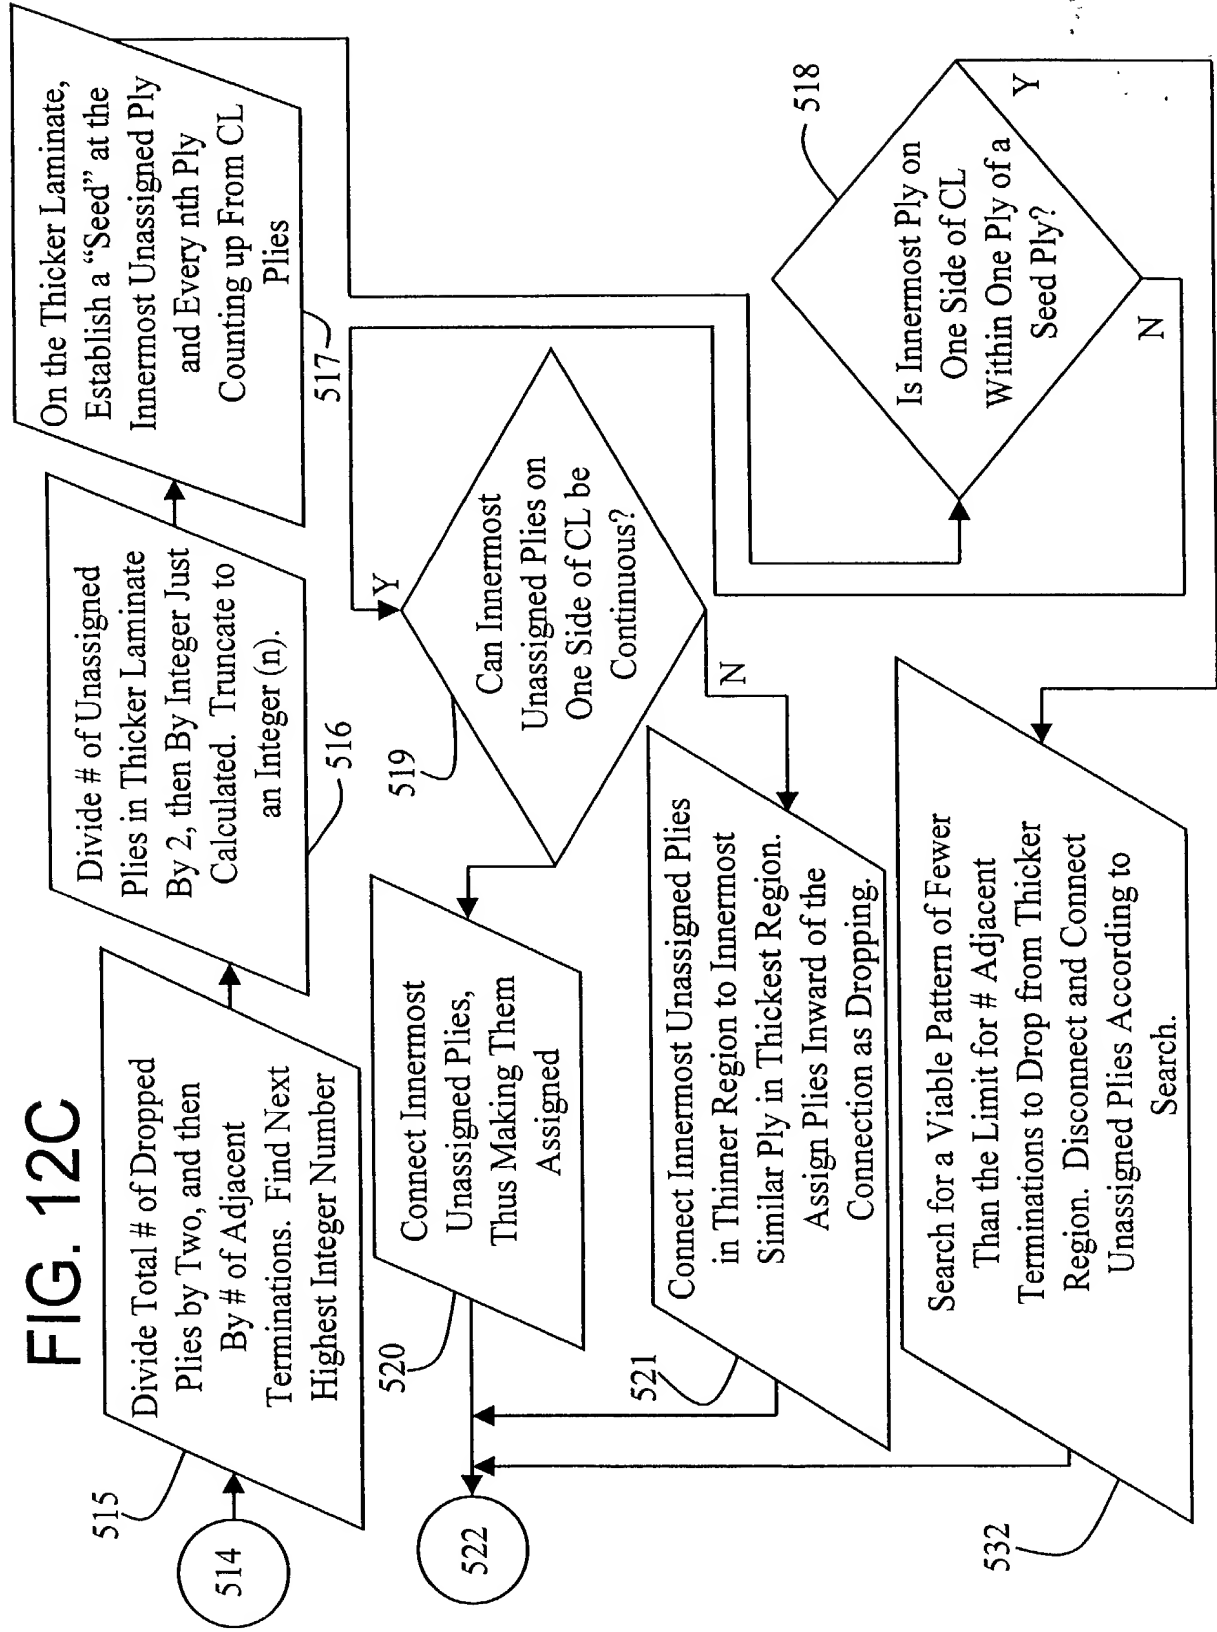 FIG. 12C
514
515
Divide Total # of Dropped
Plies by Two, and then
By # of Adjacent
Terminations. Find Next
Highest Integer Number
Divide # of Unassigned
Plies in Thicker Laminate
By 2, then By Integer Just
Calculated. Truncate to
an Integer (n).
516
On the Thicker Laminate,
Establish a “Seed” at the
Innermost Unassigned Ply
and Every nth Ply
Counting up From CL
Plies
517
Is Innermost Ply on
One Side of CL
Within One Ply of a
Seed Ply?
518
Y
N
Can Innermost
Unassigned Plies on
One Side of CL be
Continuous?
519
Y
N
Connect Innermost
Unassigned Plies,
Thus Making Them
Assigned
520
Connect Innermost Unassigned Plies
in Thinner Region to Innermost
Similar Ply in Thickest Region.
Assign Plies Inward of the
Connection as Dropping.
521
522
Search for a Viable Pattern of Fewer
Than the Limit for # Adjacent
Terminations to Drop from Thicker
Region. Disconnect and Connect
Unassigned Plies According to
Search.
532